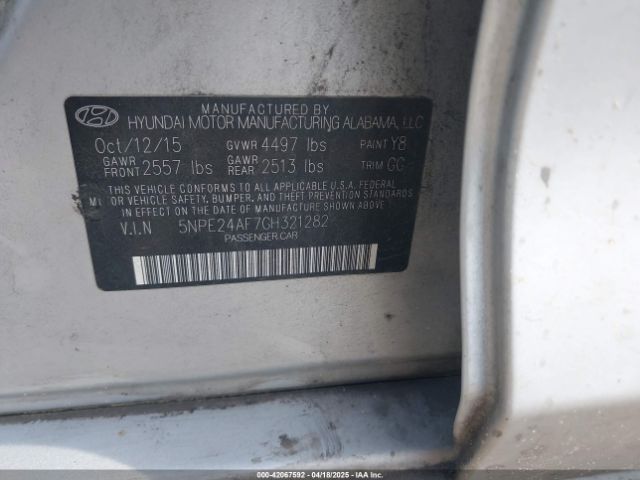 MANUFACTURED BY
HYUNDAI MOTOR MANUFACTURING ALABAMA, LLC
Oct/12/15 GVWR 4497 lbs PAINT Y8
GAWR FRONT 2557 lbs GAWR REAR 2513 lbs TRIM GG
THIS VEHICLE CONFORMS TO ALL APPLICABLE U.S.A. FEDERAL
MOTOR VEHICLE SAFETY, BUMPER, AND THEFT PREVENTION STANDARDS
IN EFFECT ON THE DATE OF MANUFACTURE SHOWN ABOVE.
V.I.N 5NPE24AF7GH321282
PASSENGER CAR
000-42067592 - 04/18/2025 - IAA Inc.